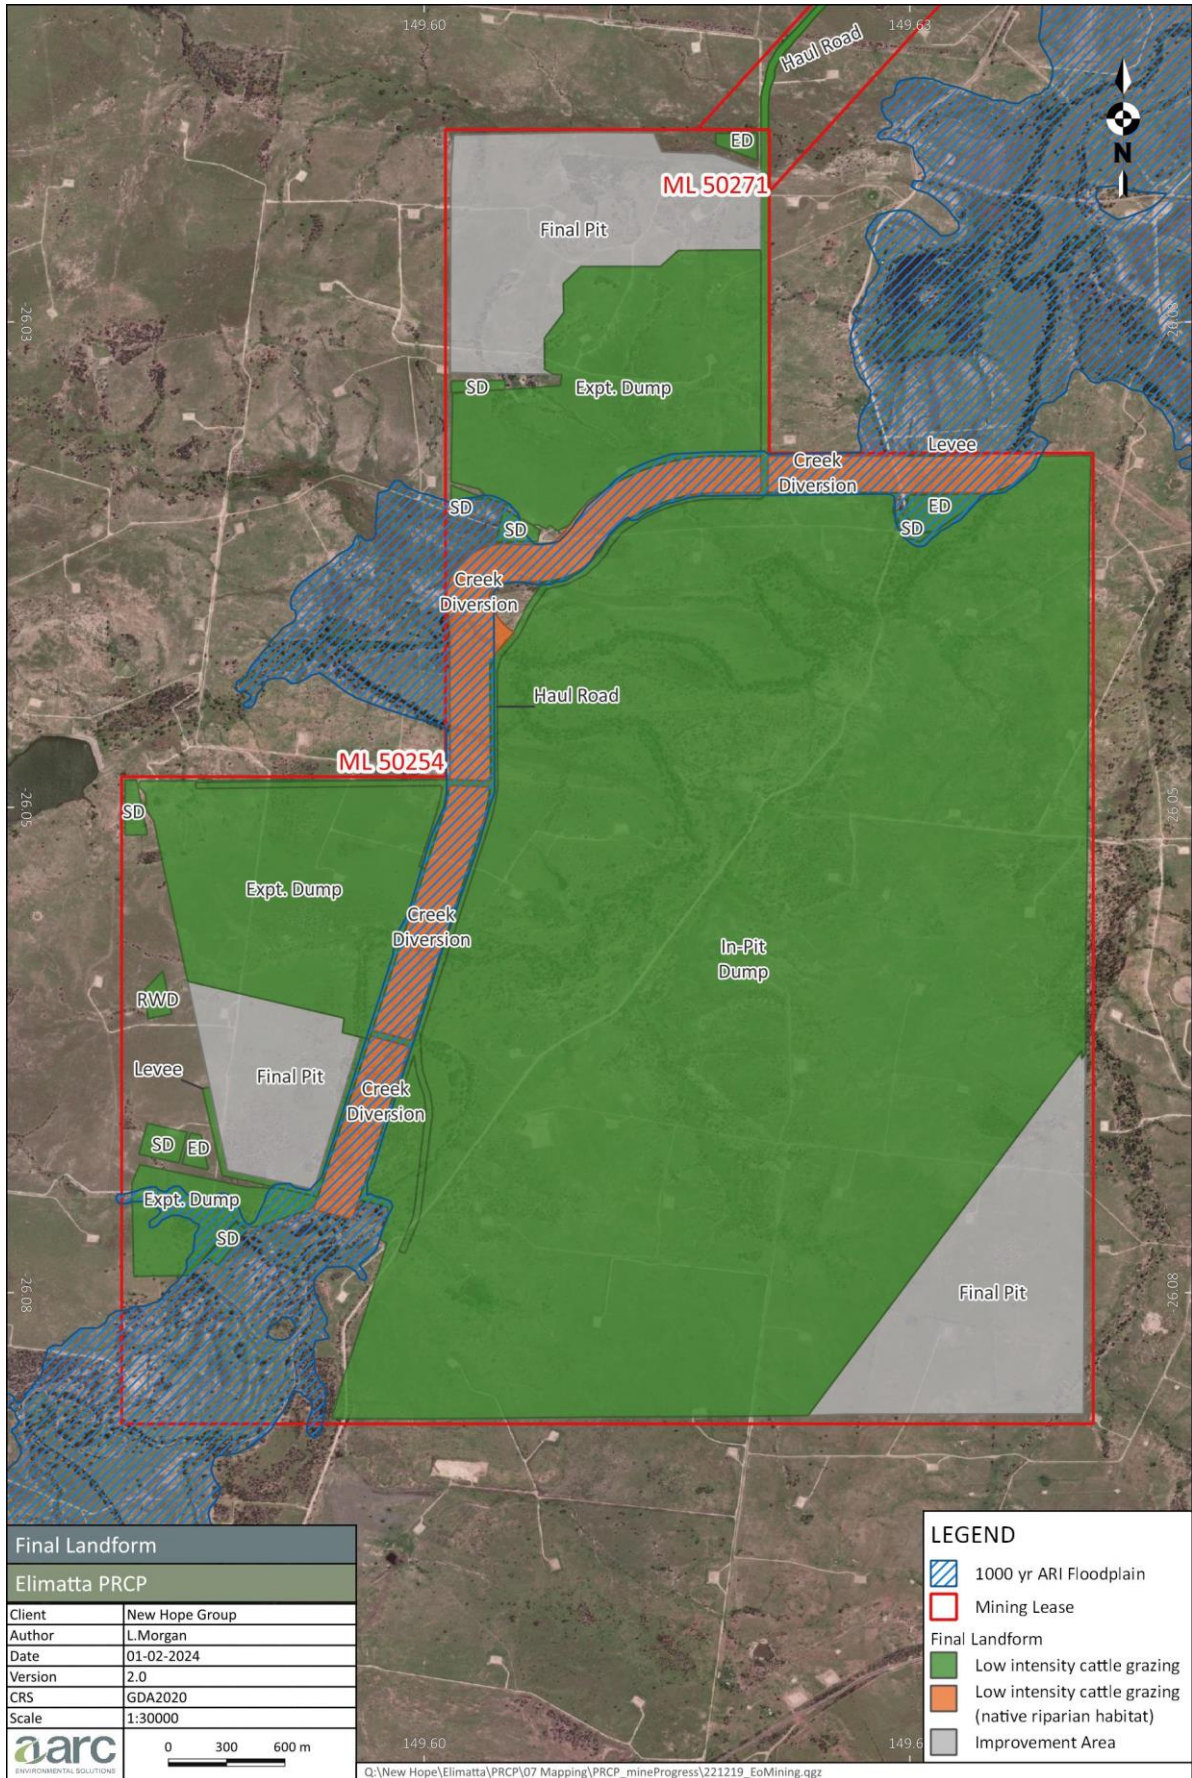 149.60
149.63
Haul Road
N
ED
ML 50271
Final Pit
-26.03
SD
Expt. Dump
Levee
Creek
Diversion
SD
SD
ED
SD
Creek
Diversion
Haul Road
ML 50254
SD
-26.05
-26.05
Expt. Dump
Creek
Diversion
In-Pit
Dump
RWD
Levee
Final Pit
Creek
Diversion
SD
ED
Expt. Dump
SD
-26.08
Final Pit
-26.08
Final Landform
Elimatta PRCP
Client New Hope Group
Author L.Morgan
Date 01-02-2024
Version 2.0
CRS GDA2020
Scale 1:30000
aarc
ENVIRONMENTAL SOLUTIONS
0 300 600 m
149.60
LEGEND
1000 yr ARI Floodplain
Mining Lease
Final Landform
Low intensity cattle grazing
Low intensity cattle grazing
(native riparian habitat)
Improvement Area
Q:\New Hope\Elimatta\PRCP\07 Mapping\PRCP_mineProgress\221219_EoMining.qgz